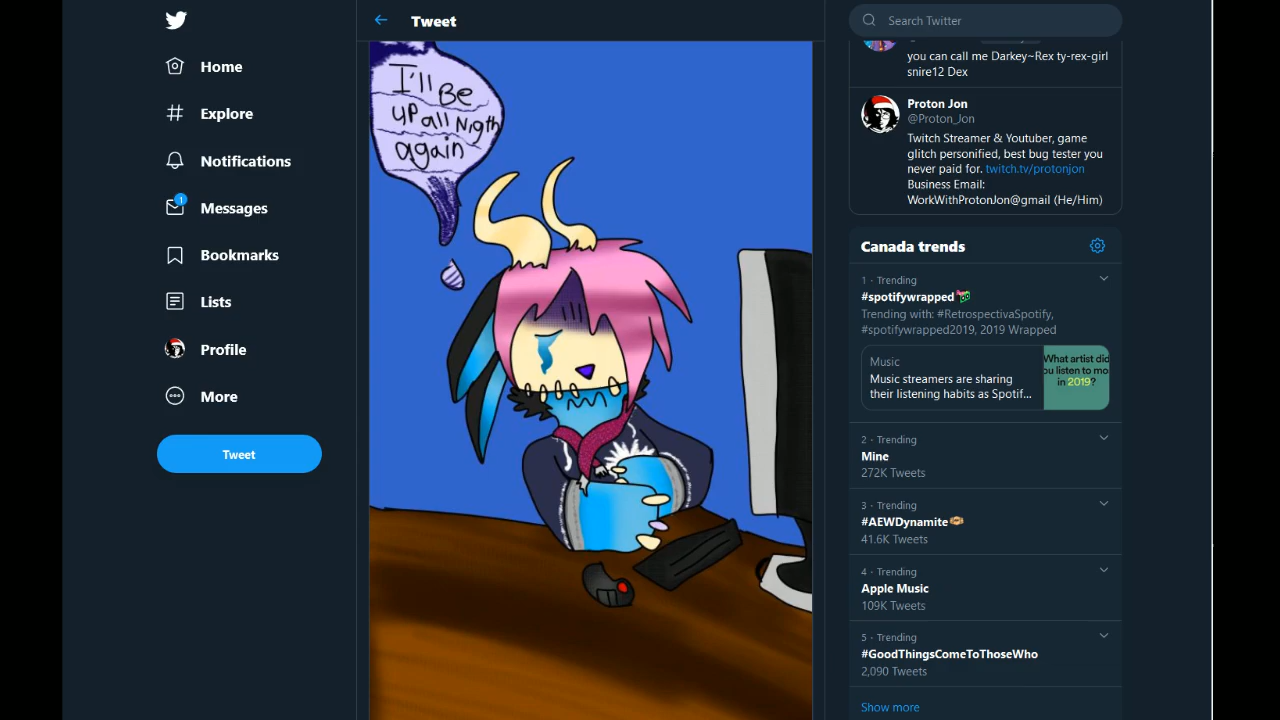 Tweet
Search Twitter
Home
Explore
Notifications
1
Messages
Bookmarks
Lists
Profile
More
Tweet
I'll Be
up all Nigth
again
you can call me Darkey~Rex ty-rex-girl
snire12 Dex
Proton Jon
@Proton_Jon
Twitch Streamer & Youtuber, game
glitch personified, best bug tester you
never paid for. twitch.tv/protonjon
Business Email:
WorkWithProtonJon@gmail (He/Him)
Canada trends
1 · Trending
#spotifywrapped
Trending with: #RetrospectivaSpotify,
#spotifywrapped2019, 2019 Wrapped
Music
Music streamers are sharing
their listening habits as Spotif...
What artist did
ou listen to mo
in 2019?
2 · Trending
Mine
272K Tweets
3 · Trending
#AEWDynamite
41.6K Tweets
4 · Trending
Apple Music
109K Tweets
5 · Trending
#GoodThingsComeToThoseWho
2,090 Tweets
Show more